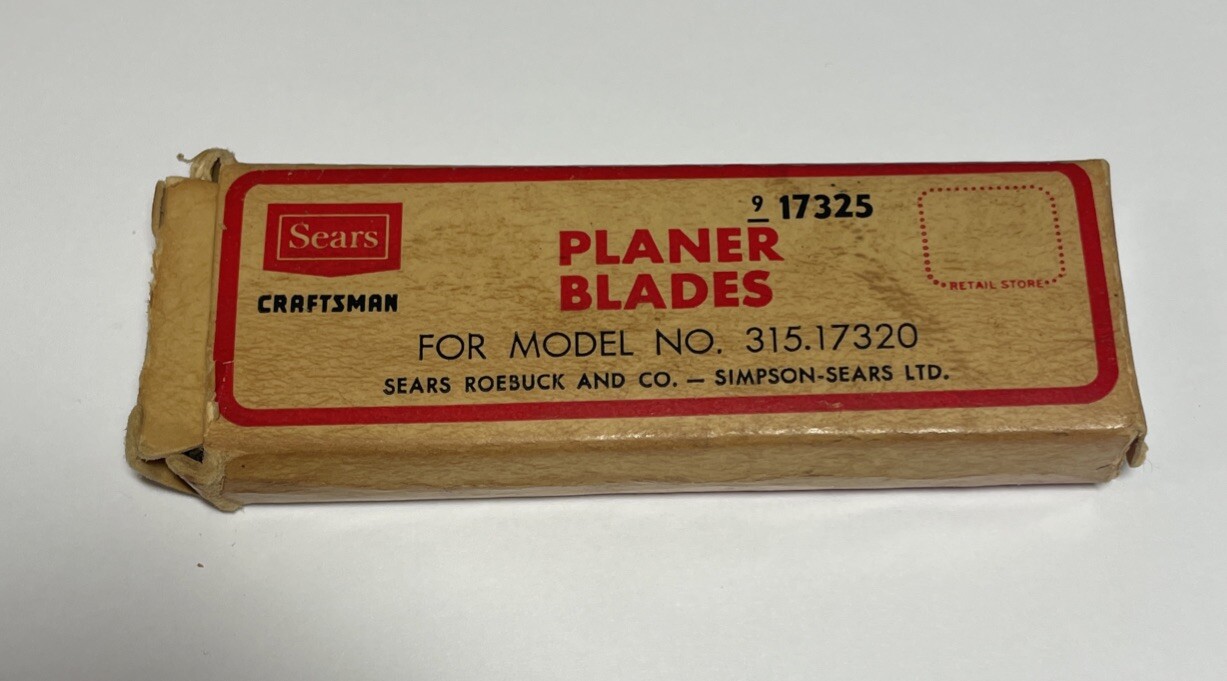 Sears
CRAFTSMAN
9 17325
PLANER
BLADES
FOR MODEL NO. 315.17320
SEARS ROEBUCK AND CO. — SIMPSON-SEARS LTD.
RETAIL STORE